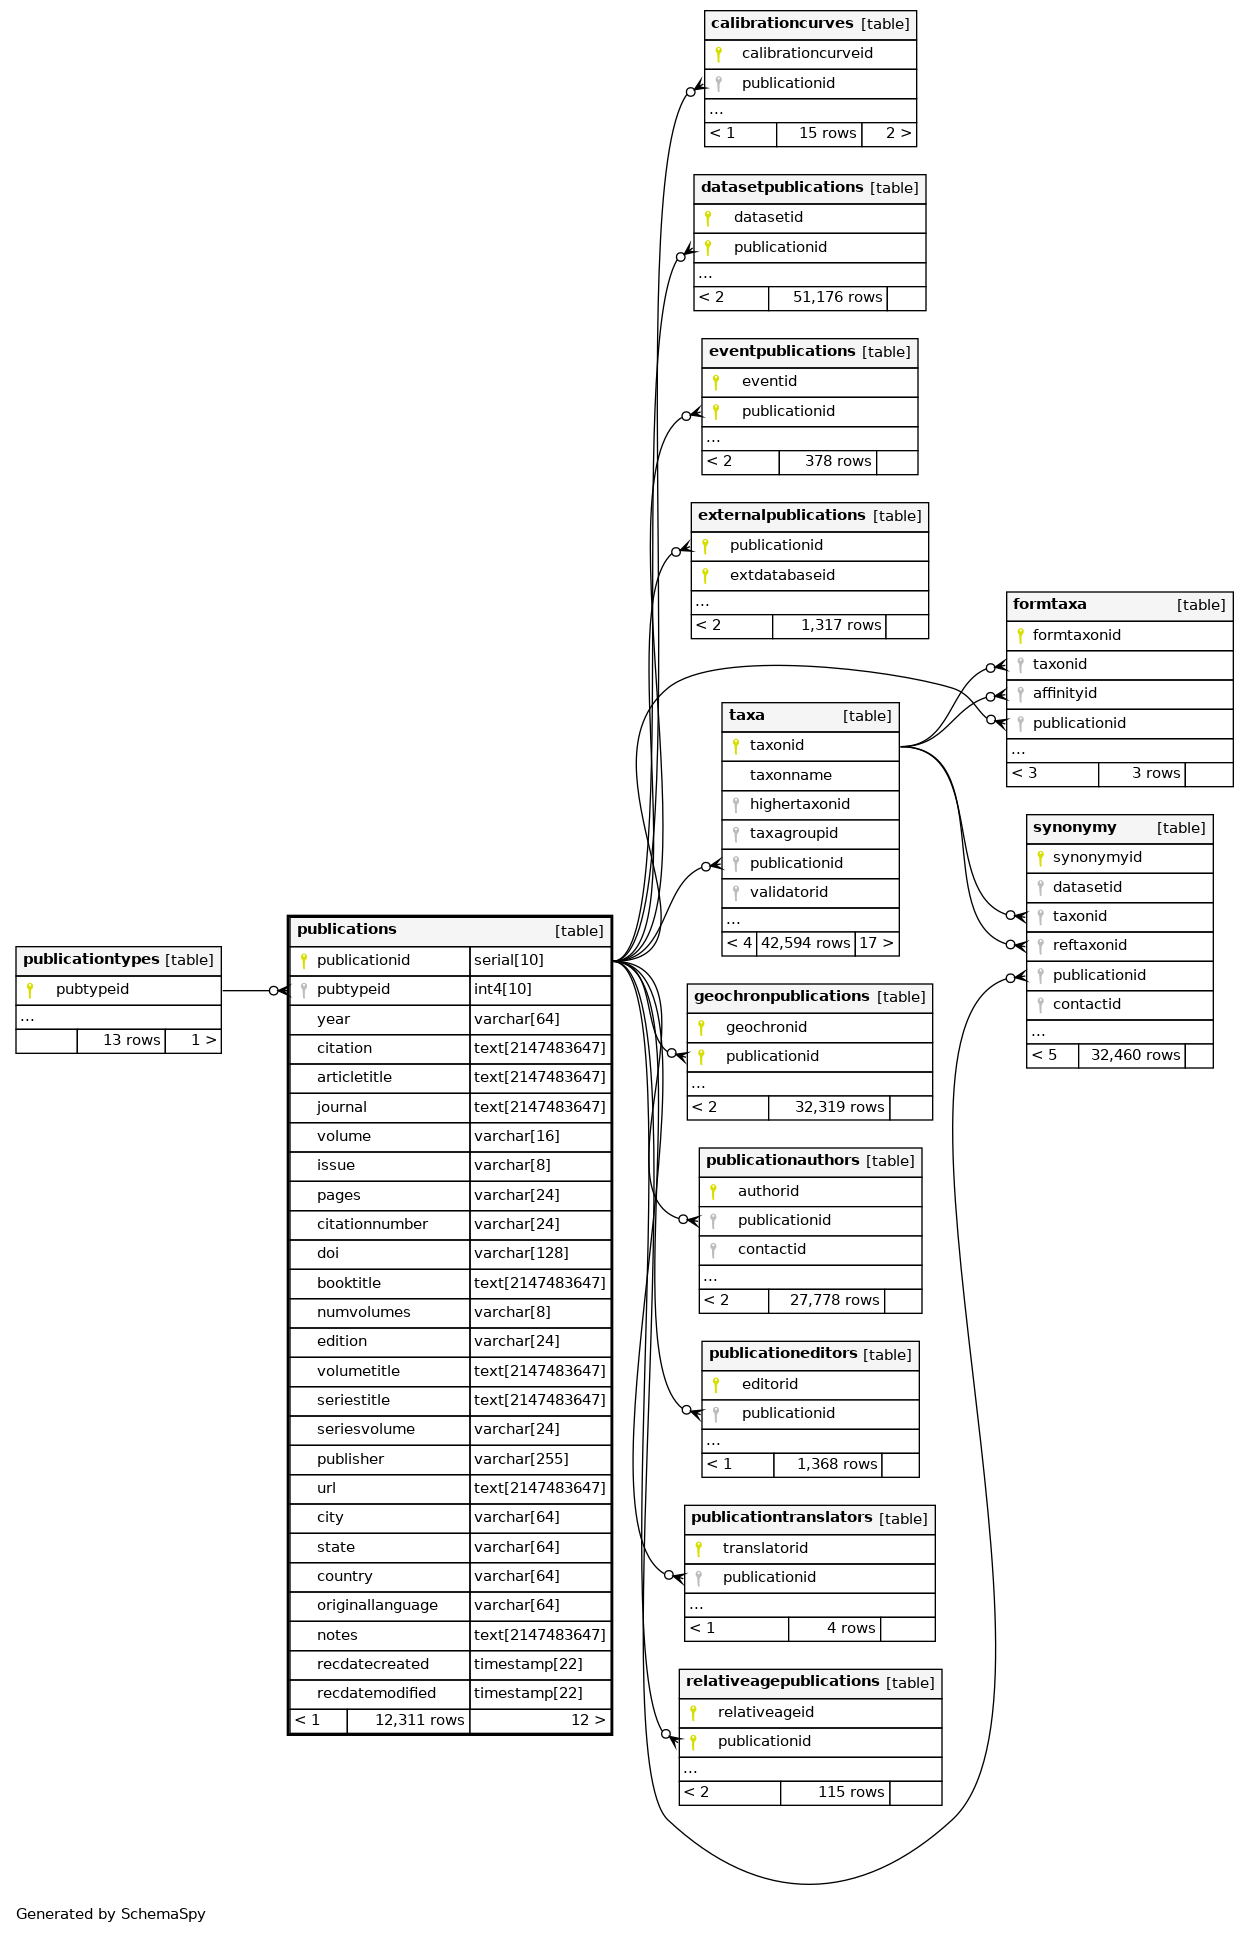 calibrationcurves [table]
calibrationcurveid
publicationid
...
< 1 15 rows 2 >
datasetpublications [table]
datasetid
publicationid
...
< 2 51,176 rows
eventpublications [table]
eventid
publicationid
...
< 2 378 rows
externalpublications [table]
publicationid
extdatabaseid
...
< 2 1,317 rows
formtaxa [table]
formtaxonid
taxonid
affinityid
publicationid
...
< 3 3 rows
taxa [table]
taxonid
taxonname
highertaxonid
taxagroupid
publicationid
validatorid
...
< 4 42,594 rows 17 >
synonymy [table]
synonymyid
datasetid
taxonid
reftaxonid
publicationid
contactid
...
< 5 32,460 rows
publicationtypes [table]
pubtypeid
...
13 rows 1 >
publications [table]
publicationid serial[10]
pubtypeid int4[10]
year varchar[64]
citation text[2147483647]
articletitle text[2147483647]
journal text[2147483647]
volume varchar[16]
issue varchar[8]
pages varchar[24]
citationnumber varchar[24]
doi varchar[128]
booktitle text[2147483647]
numvolumes varchar[8]
edition varchar[24]
volumetitle text[2147483647]
seriestitle text[2147483647]
seriesvolume varchar[24]
publisher varchar[255]
url text[2147483647]
city varchar[64]
state varchar[64]
country varchar[64]
originallanguage varchar[64]
notes text[2147483647]
recdatecreated timestamp[22]
recdatemodified timestamp[22]
< 1 12,311 rows 12 >
geochronpublications [table]
geochronid
publicationid
...
< 2 32,319 rows
publicationauthors [table]
authorid
publicationid
contactid
...
< 2 27,778 rows
publicationeditors [table]
editorid
publicationid
...
< 1 1,368 rows
publicationtranslators [table]
translatorid
publicationid
...
< 1 4 rows
relativeagepublications [table]
relativeageid
publicationid
...
< 2 115 rows
Generated by SchemaSpy